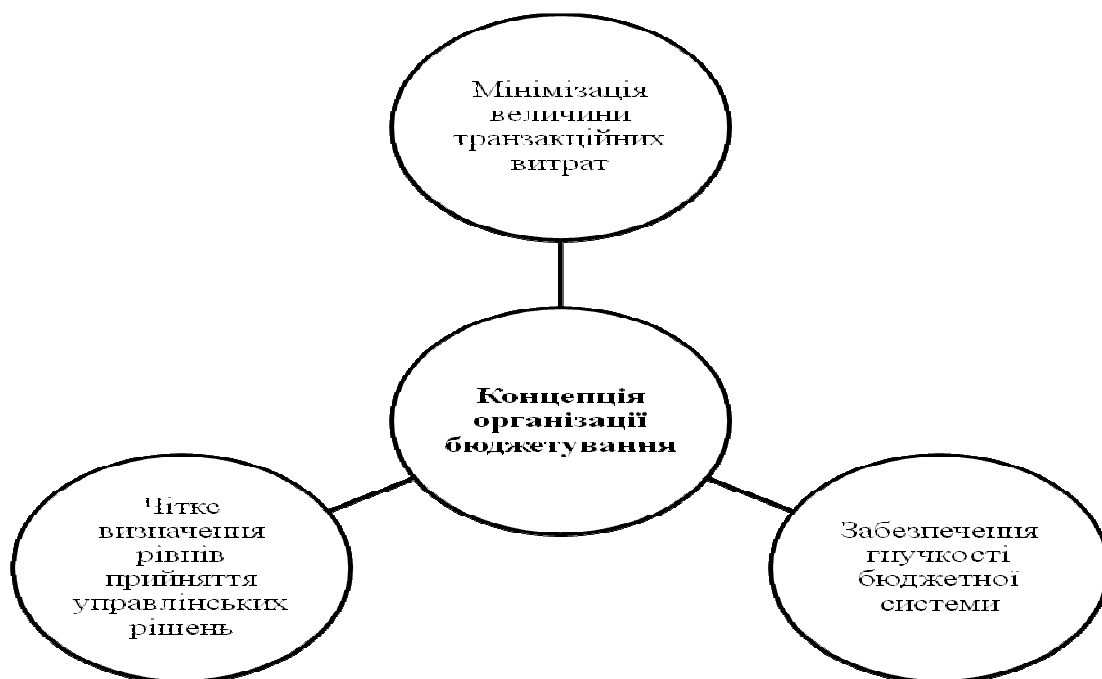 Мінімізація
величини
транзакційних
витрат
Концепція
організації
бюджетування
Чітке
визначення
рівнів
прийняття
управлінських
рішень
Забезпечення
гнучкості
бюджетної
системи